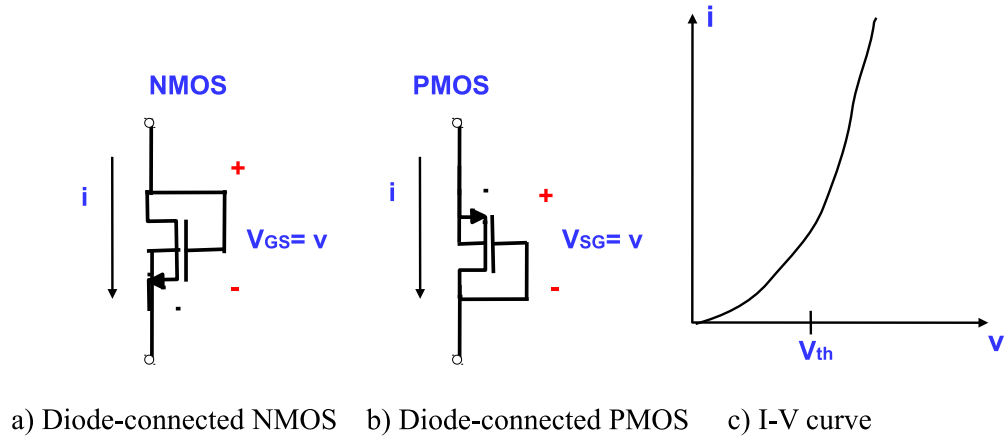 NMOS
i
+
VGS= v
-
PMOS
i
+
VSG= v
-
i
Vth
v
a) Diode-connected NMOS b) Diode-connected PMOS c) I-V curve